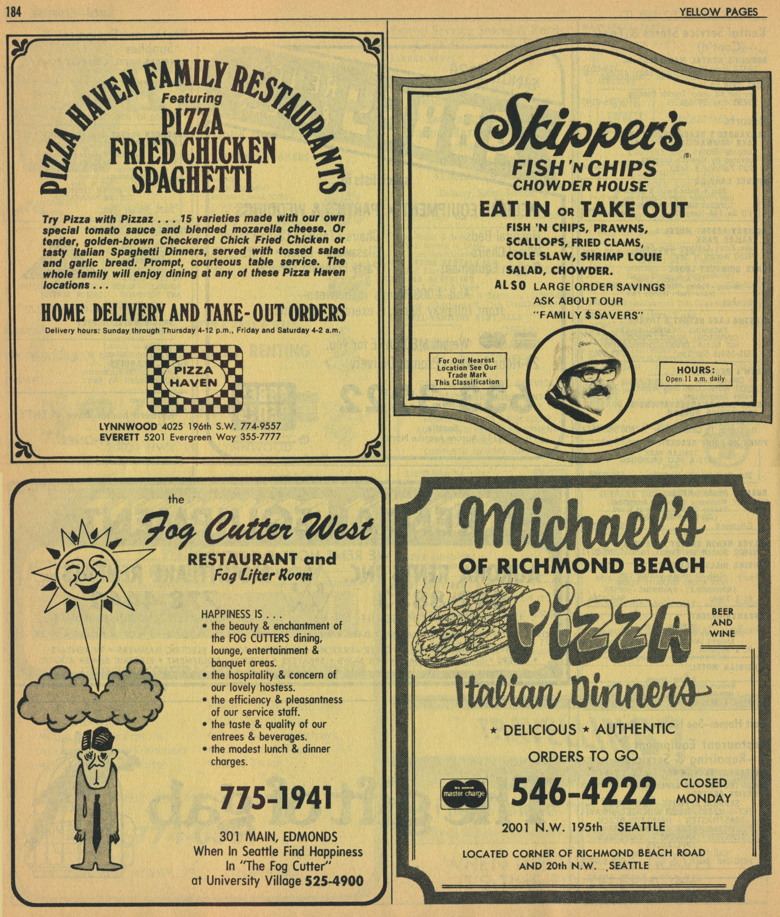 184
YELLOW PAGES
PIZZA HAVEN FAMILY RESTAURANTS
Featuring
PIZZA
FRIED CHICKEN
SPAGHETTI
Try Pizza with Pizzaz . . . 15 varieties made with our own
special tomato sauce and blended mozarella cheese. Or
tender, golden-brown Checkered Chick Fried Chicken or
tasty Italian Spaghetti Dinners, served with tossed salad
and garlic bread. Prompt, courteous table service. The
whole family will enjoy dining at any of these Pizza Haven
locations . . .
HOME DELIVERY AND TAKE-OUT ORDERS
Delivery hours: Sunday through Thursday 4-12 p.m., Friday and Saturday 4-2 a.m.
PIZZA
HAVEN
LYNNWOOD 4025 196th S.W. 774-9557
EVERETT 5201 Evergreen Way 355-7777
Skipper's ®
FISH 'N CHIPS
CHOWDER HOUSE
EAT IN OR TAKE OUT
FISH 'N CHIPS, PRAWNS,
SCALLOPS, FRIED CLAMS,
COLE SLAW, SHRIMP LOUIE
SALAD, CHOWDER.
ALSO LARGE ORDER SAVINGS
ASK ABOUT OUR
"FAMILY $ SAVERS"
For Our Nearest
Location See Our
Trade Mark
This Classification
HOURS:
Open 11 a.m. daily
the
Fog Cutter West
RESTAURANT and
Fog Lifter Room
HAPPINESS IS . . .
• the beauty & enchantment of
the FOG CUTTERS dining,
lounge, entertainment &
banquet areas.
• the hospitality & concern of
our lovely hostess.
• the efficiency & pleasantness
of our service staff.
• the taste & quality of our
entrees & beverages.
• the modest lunch & dinner
charges.
775-1941
301 MAIN, EDMONDS
When In Seattle Find Happiness
In "The Fog Cutter"
at University Village 525-4900
Michael's
OF RICHMOND BEACH
PiZZA
BEER
AND
WINE
Italian Dinners
★ DELICIOUS ★ AUTHENTIC
ORDERS TO GO
master charge
546-4222
CLOSED
MONDAY
2001 N.W. 195th SEATTLE
LOCATED CORNER OF RICHMOND BEACH ROAD
AND 20th N.W. SEATTLE